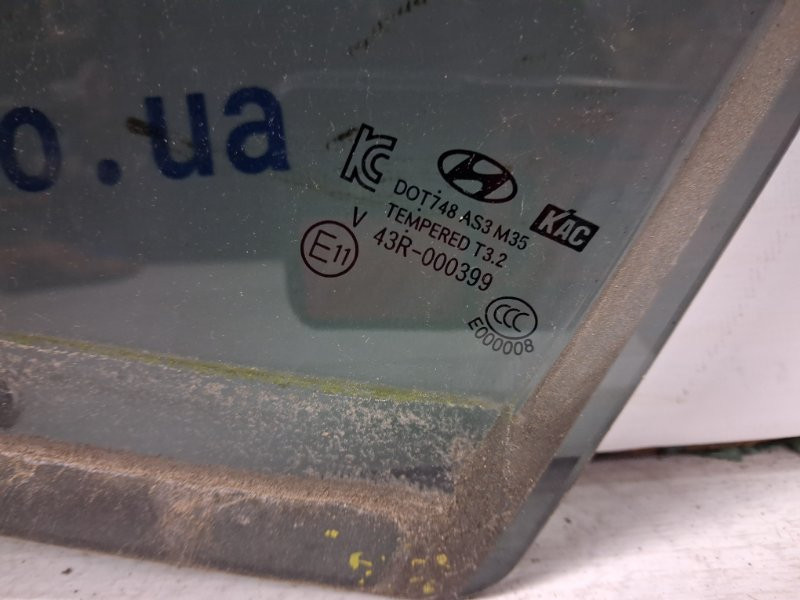 o.ua
KC
DOT748 AS3 M35
KAC
TEMPERED T3.2
V
43R-000399
E11
CCC
E000008